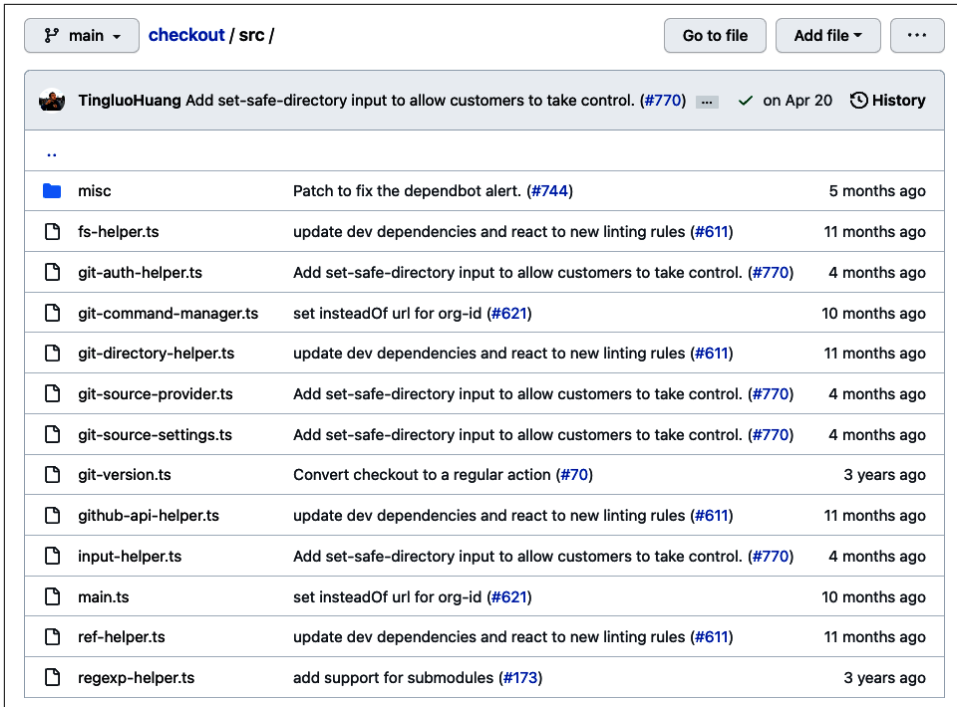 main checkout / src / Go to file Add file ...
TingluoHuang Add set-safe-directory input to allow customers to take control. (#770) ... on Apr 20 History
..
misc Patch to fix the dependbot alert. (#744) 5 months ago
fs-helper.ts update dev dependencies and react to new linting rules (#611) 11 months ago
git-auth-helper.ts Add set-safe-directory input to allow customers to take control. (#770) 4 months ago
git-command-manager.ts set insteadOf url for org-id (#621) 10 months ago
git-directory-helper.ts update dev dependencies and react to new linting rules (#611) 11 months ago
git-source-provider.ts Add set-safe-directory input to allow customers to take control. (#770) 4 months ago
git-source-settings.ts Add set-safe-directory input to allow customers to take control. (#770) 4 months ago
git-version.ts Convert checkout to a regular action (#70) 3 years ago
github-api-helper.ts update dev dependencies and react to new linting rules (#611) 11 months ago
input-helper.ts Add set-safe-directory input to allow customers to take control. (#770) 4 months ago
main.ts set insteadOf url for org-id (#621) 10 months ago
ref-helper.ts update dev dependencies and react to new linting rules (#611) 11 months ago
regexp-helper.ts add support for submodules (#173) 3 years ago